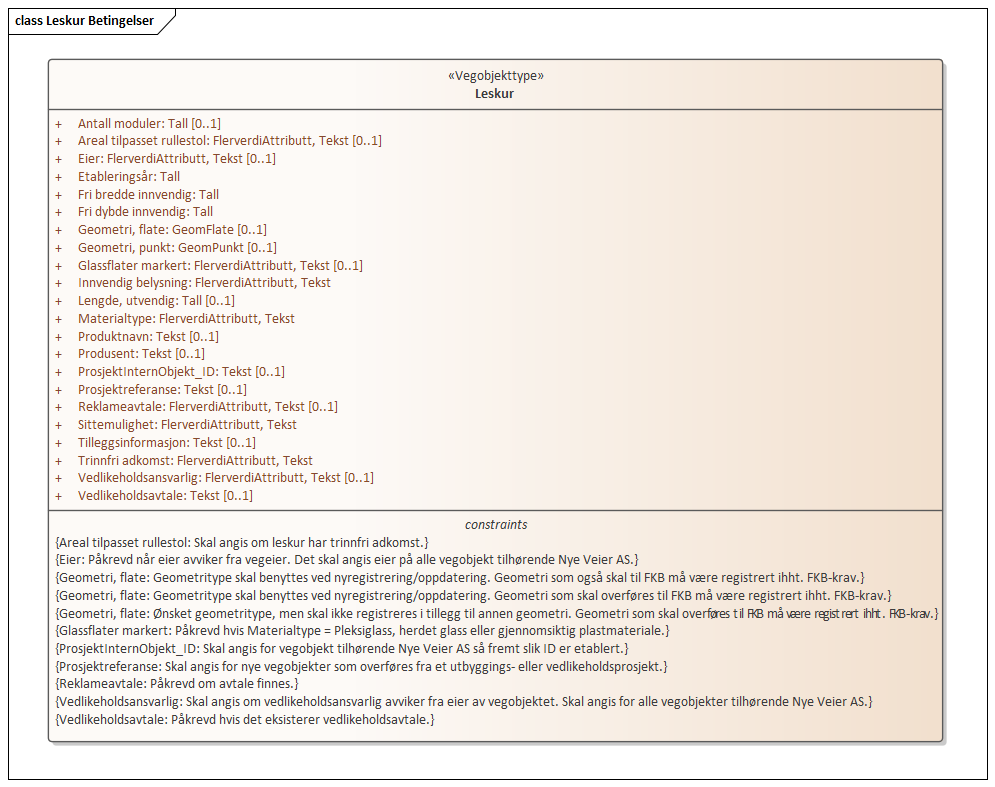 class Leskur Betingelser
«Vegobjekttype»
Leskur
+ Antall moduler: Tall [0..1]
+ Areal tilpasset rullestol: FlerverdiAttributt, Tekst [0..1]
+ Eier: FlerverdiAttributt, Tekst [0..1]
+ Etableringsår: Tall
+ Fri bredde innvendig: Tall
+ Fri dybde innvendig: Tall
+ Geometri, flate: GeomFlate [0..1]
+ Geometri, punkt: GeomPunkt [0..1]
+ Glassflater markert: FlerverdiAttributt, Tekst [0..1]
+ Innvendig belysning: FlerverdiAttributt, Tekst
+ Lengde, utvendig: Tall [0..1]
+ Materialtype: FlerverdiAttributt, Tekst
+ Produktnavn: Tekst [0..1]
+ Produsent: Tekst [0..1]
+ ProsjektInternObjekt_ID: Tekst [0..1]
+ Prosjektreferanse: Tekst [0..1]
+ Reklameavtale: FlerverdiAttributt, Tekst [0..1]
+ Sittemulighet: FlerverdiAttributt, Tekst
+ Tilleggsinformasjon: Tekst [0..1]
+ Trinnfri adkomst: FlerverdiAttributt, Tekst
+ Vedlikeholdsansvarlig: FlerverdiAttributt, Tekst [0..1]
+ Vedlikeholdsavtale: Tekst [0..1]
constraints
{Areal tilpasset rullestol: Skal angis om leskur har trinnfri adkomst.}
{Eier: Påkrevd når eier avviker fra vegeier. Det skal angis eier på alle vegobjekt tilhørende Nye Veier AS.}
{Geometri, flate: Geometritype skal benyttes ved nyregistrering/oppdatering. Geometri som også skal til FKB må være registrert ihht. FKB-krav.}
{Geometri, flate: Geometritype skal benyttes ved nyregistrering/oppdatering. Geometri som skal overføres til FKB må være registrert ihht. FKB-krav.}
{Geometri, flate: Ønsket geometritype, men skal ikke registreres i tillegg til annen geometri. Geometri som skal overføres til FKB må være registrert ihht. FKB-krav.}
{Glassflater markert: Påkrevd hvis Materialtype = Pleksiglass, herdet glass eller gjennomsiktig plastmateriale.}
{ProsjektInternObjekt_ID: Skal angis for vegobjekt tilhørende Nye Veier AS så fremt slik ID er etablert.}
{Prosjektreferanse: Skal angis for nye vegobjekter som overføres fra et utbyggings- eller vedlikeholdsprosjekt.}
{Reklameavtale: Påkrevd om avtale finnes.}
{Vedlikeholdsansvarlig: Skal angis om vedlikeholdsansvarlig avviker fra eier av vegobjektet. Skal angis for alle vegobjekter tilhørende Nye Veier AS.}
{Vedlikeholdsavtale: Påkrevd hvis det eksisterer vedlikeholdsavtale.}